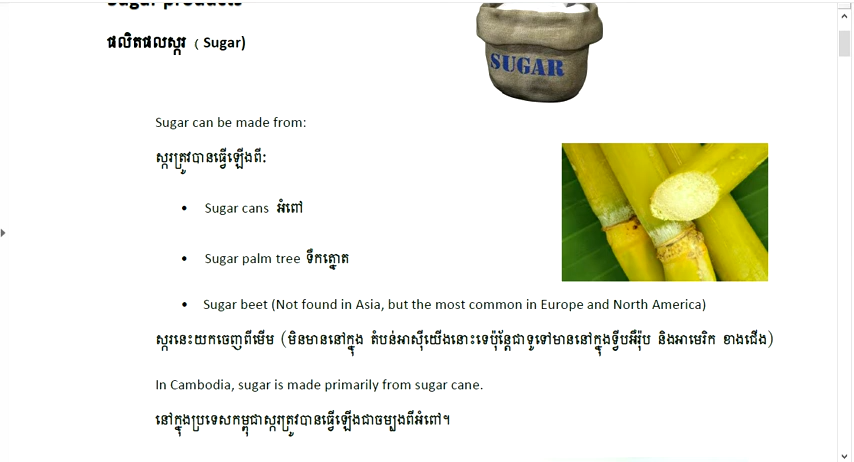 Sugar products
ផលិតផលស្ករ ( Sugar)
SUGAR
Sugar can be made from:
ស្ករត្រូវបានធ្វើឡើងពី:
• Sugar cans អំពៅ
• Sugar palm tree ទឹកត្នោត
• Sugar beet (Not found in Asia, but the most common in Europe and North America)
ស្ករនេះយកចេញពីមើម (មិនមាននៅក្នុង តំបន់អាស៊ីយើងនោះទេប៉ុន្តែជាទូទៅមាននៅក្នុងទ្វីបអឺរ៉ុប និងអាមេរិក ខាងជើង)
In Cambodia, sugar is made primarily from sugar cane.
នៅក្នុងប្រទេសកម្ពុជាស្ករត្រូវបានធ្វើឡើងជាចម្បងពីអំពៅ។